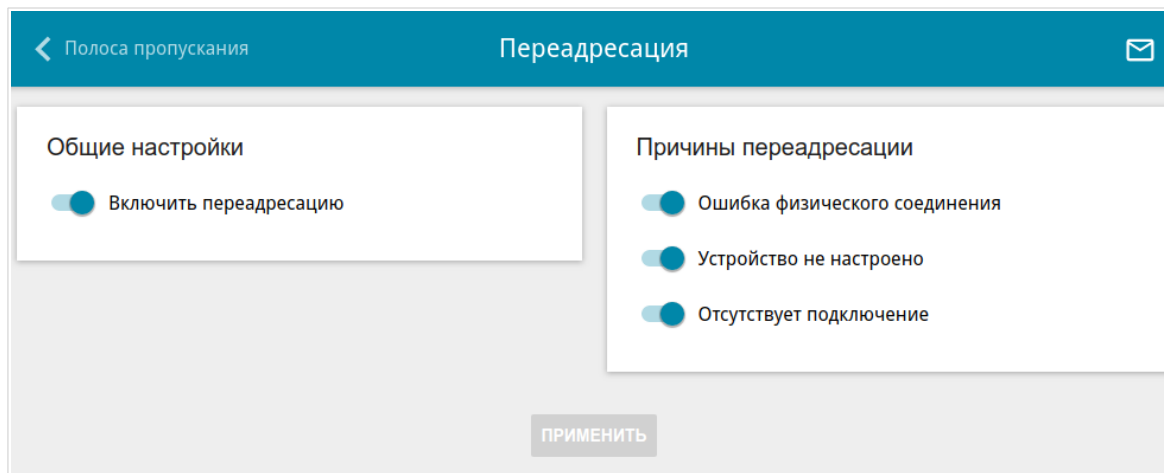 Полоса пропускания
Переадресация
Общие настройки
Включить переадресацию
Причины переадресации
Ошибка физического соединения
Устройство не настроено
Отсутствует подключение
ПРИМЕНИТЬ